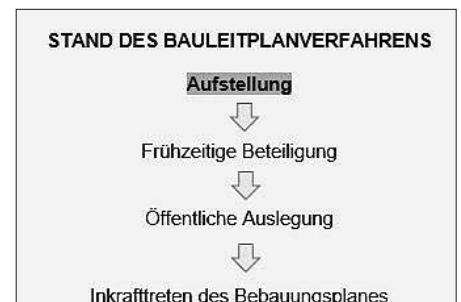 STAND DES BAULEITPLANVERFAHRENS
Aufstellung
Frühzeitige Beteiligung
Öffentliche Auslegung
Inkrafttreten des Bebauungsplanes